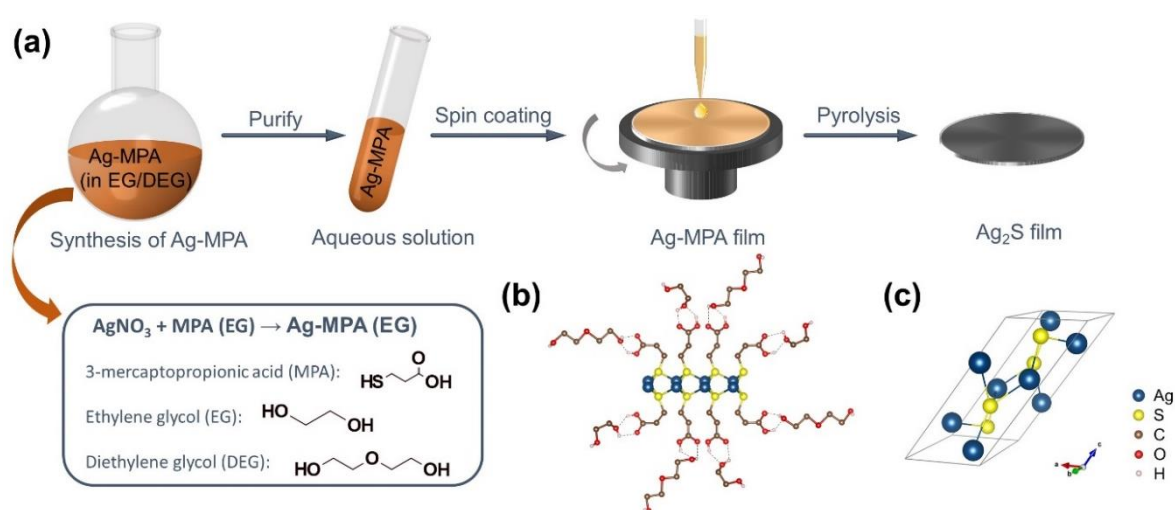 (a)
Purify
Spin coating
Pyrolysis
Ag-MPA
(in EG/DEG)
Ag-MPA
Synthesis of Ag-MPA
Aqueous solution
Ag-MPA film
Ag₂S film
AgNO₃ + MPA (EG) → Ag-MPA (EG)
3-mercaptopropionic acid (MPA):
HS
O
OH
Ethylene glycol (EG):
HO
OH
Diethylene glycol (DEG):
HO
O
OH
(b)
(c)
Ag
S
C
O
H
a
b
c